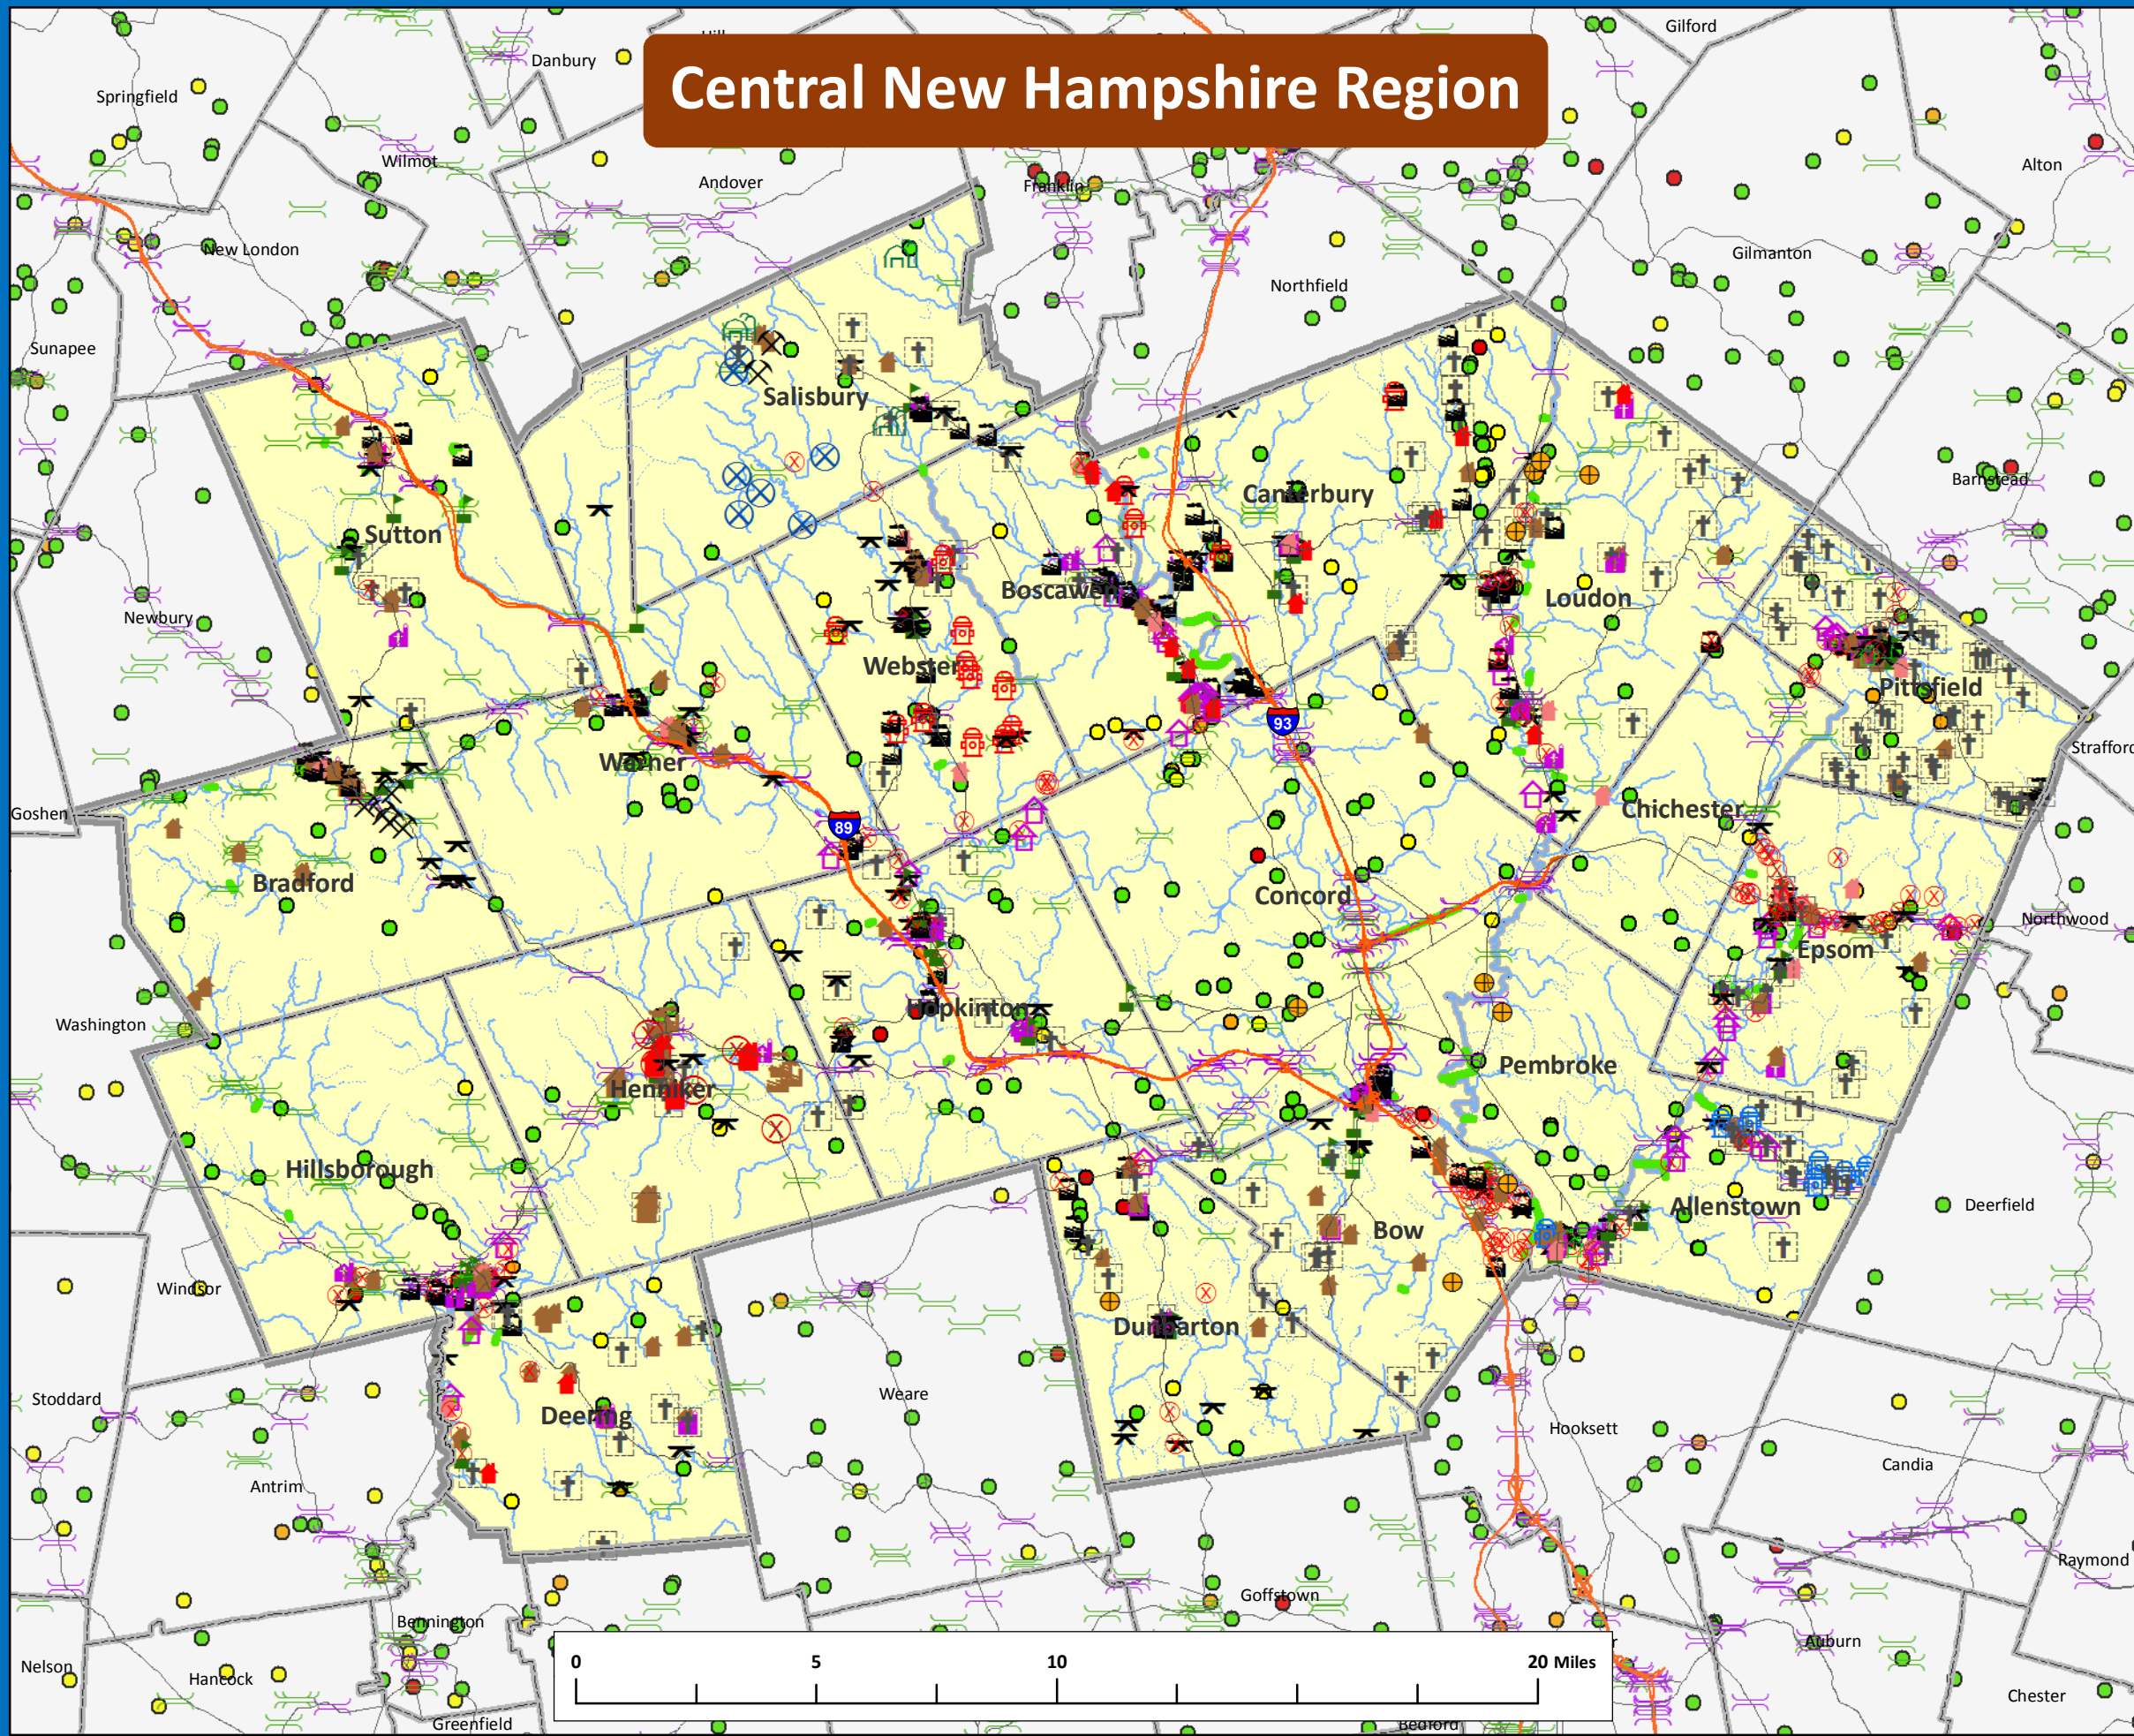 Gilford
Danbury
Central New Hampshire Region
Springfield
Wilmot
Andover
Franklin
Alton
New London
Northfield
Gilmanton
Sunapee
Salisbury
Canterbury
Barnstead
Sutton
Boscawen
Loudon
Newbury
Webster
Pittsfield
93
Strafford
Warner
Goshen
89
Chichester
Bradford
Concord
Northwood
Epsom
Hopkinton
Washington
Pembroke
Henniker
Hillsborough
Allenstown
Deerfield
Bow
Windsor
Dunbarton
Stoddard
Weare
Deering
Hooksett
Candia
Antrim
Raymond
Goffstown
Bennington
Auburn
0 5 10 20 Miles
Nelson
Hancock
Chester
Greenfield
Bedford